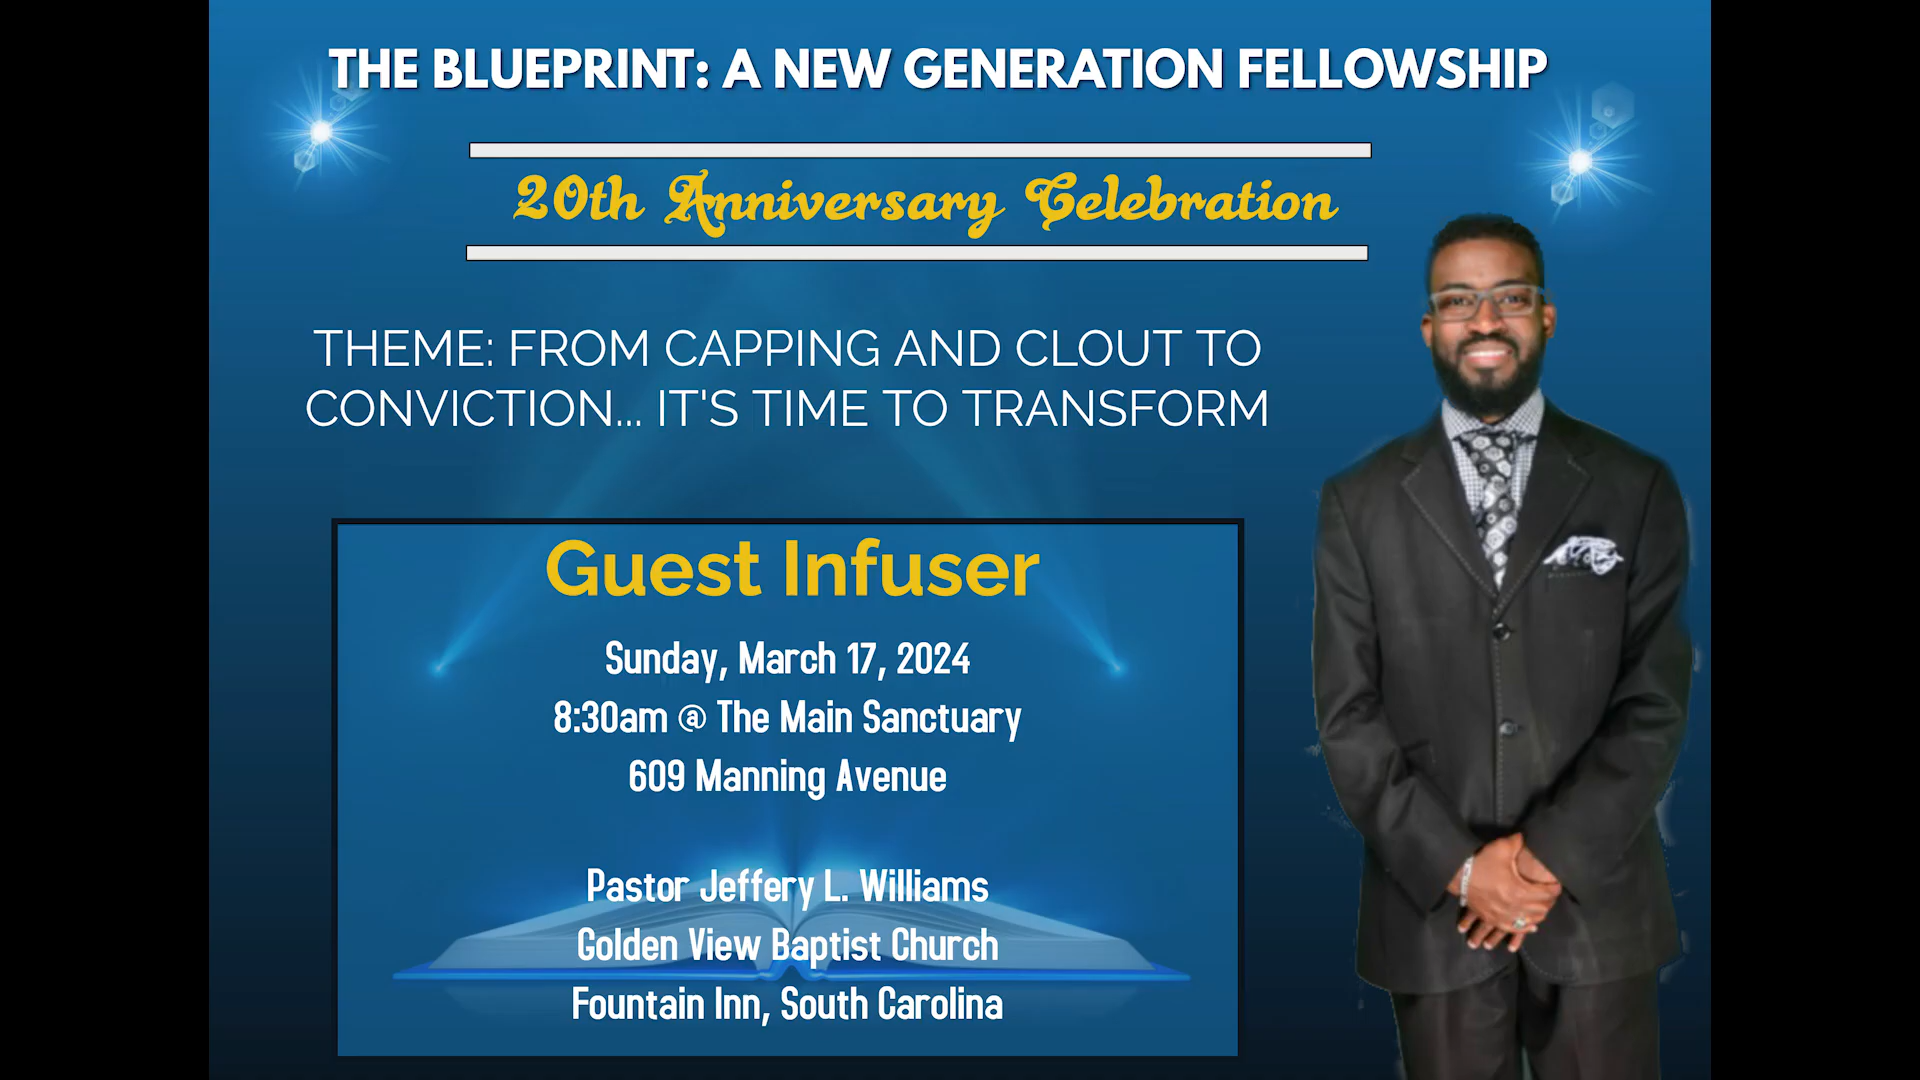 THE BLUEPRINT: A NEW GENERATION FELLOWSHIP
20th Anniversary Celebration
THEME: FROM CAPPING AND CLOUT TO
CONVICTION... IT'S TIME TO TRANSFORM
Guest Infuser
Sunday, March 17, 2024
8:30am @ The Main Sanctuary
609 Manning Avenue
Pastor Jeffery L. Williams
Golden View Baptist Church
Fountain Inn, South Carolina